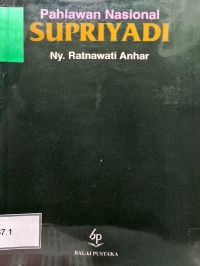 Pahlawan Nasional
SUPRIYADI
Ny. Ratnawati Anhar
7.1
bp
BALAI PUSTAKA